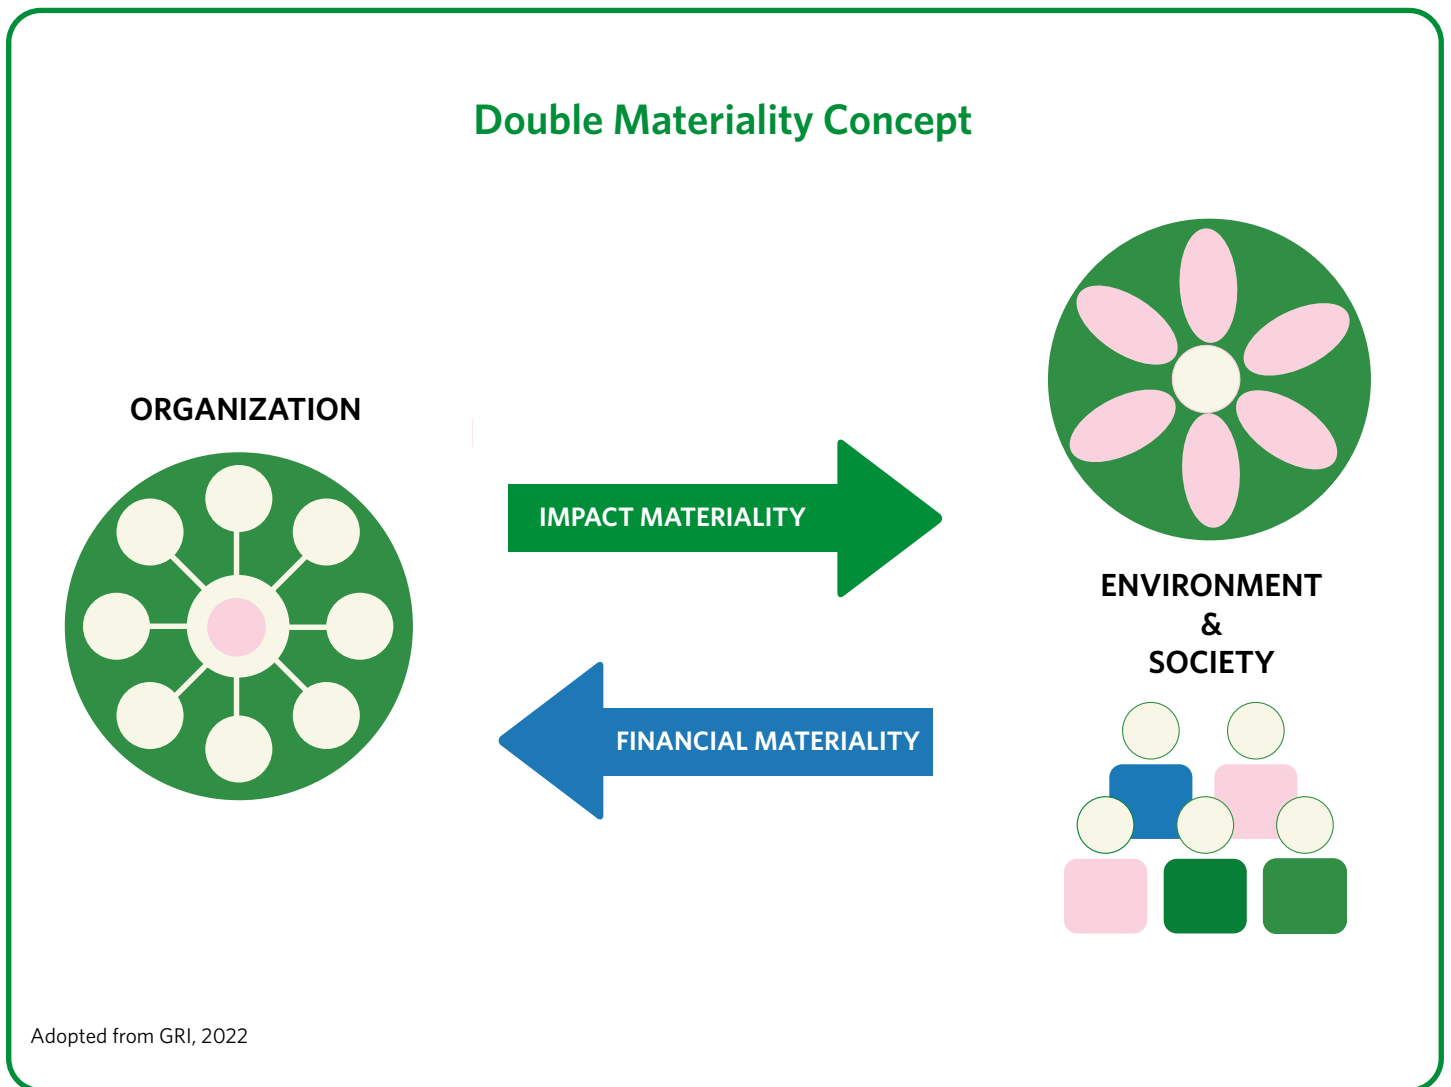 Double Materiality Concept
ORGANIZATION
IMPACT MATERIALITY
FINANCIAL MATERIALITY
ENVIRONMENT
&
SOCIETY
Adopted from GRI, 2022